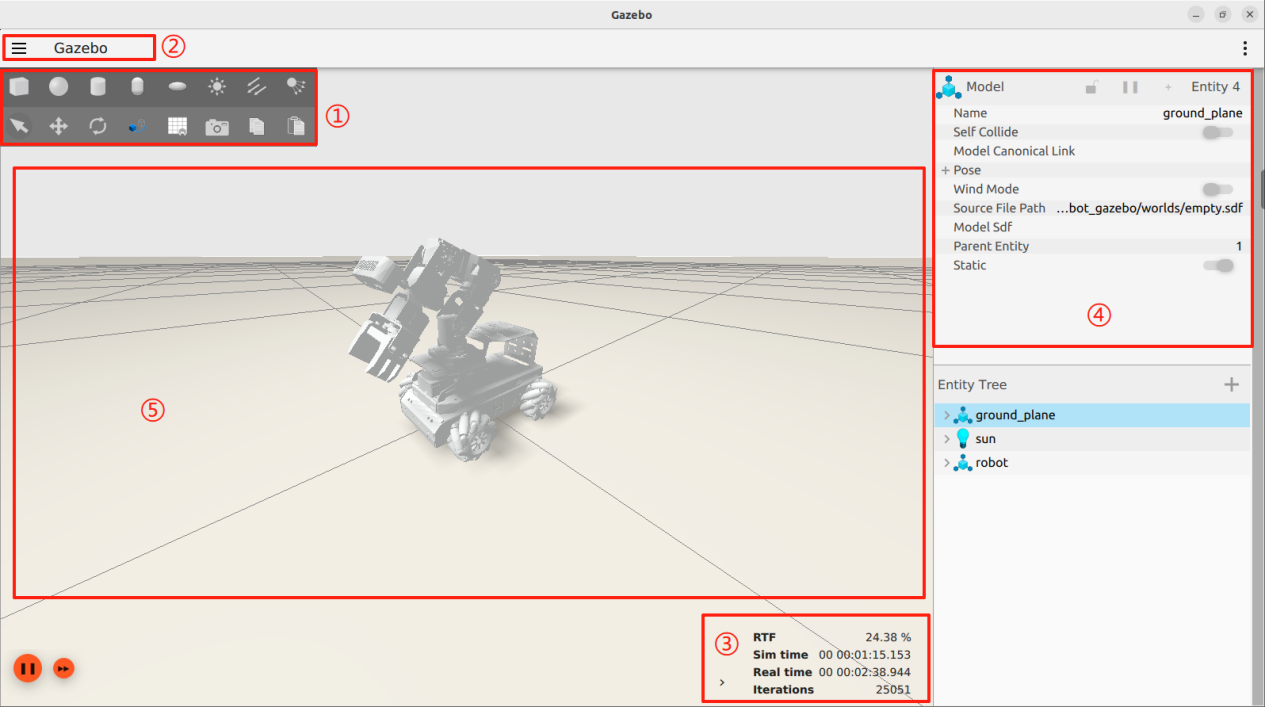 Gazebo
Gazebo ②
①
Model Entity 4
Name ground_plane
Self Collide
Model Canonical Link
+ Pose
Wind Mode
Source File Path ...bot_gazebo/worlds/empty.sdf
Model Sdf
Parent Entity 1
Static
④
Entity Tree +
ground_plane
sun
robot
⑤
③
RTF 24.38 %
Sim time 00 00:01:15.153
Real time 00 00:02:38.944
Iterations 25051